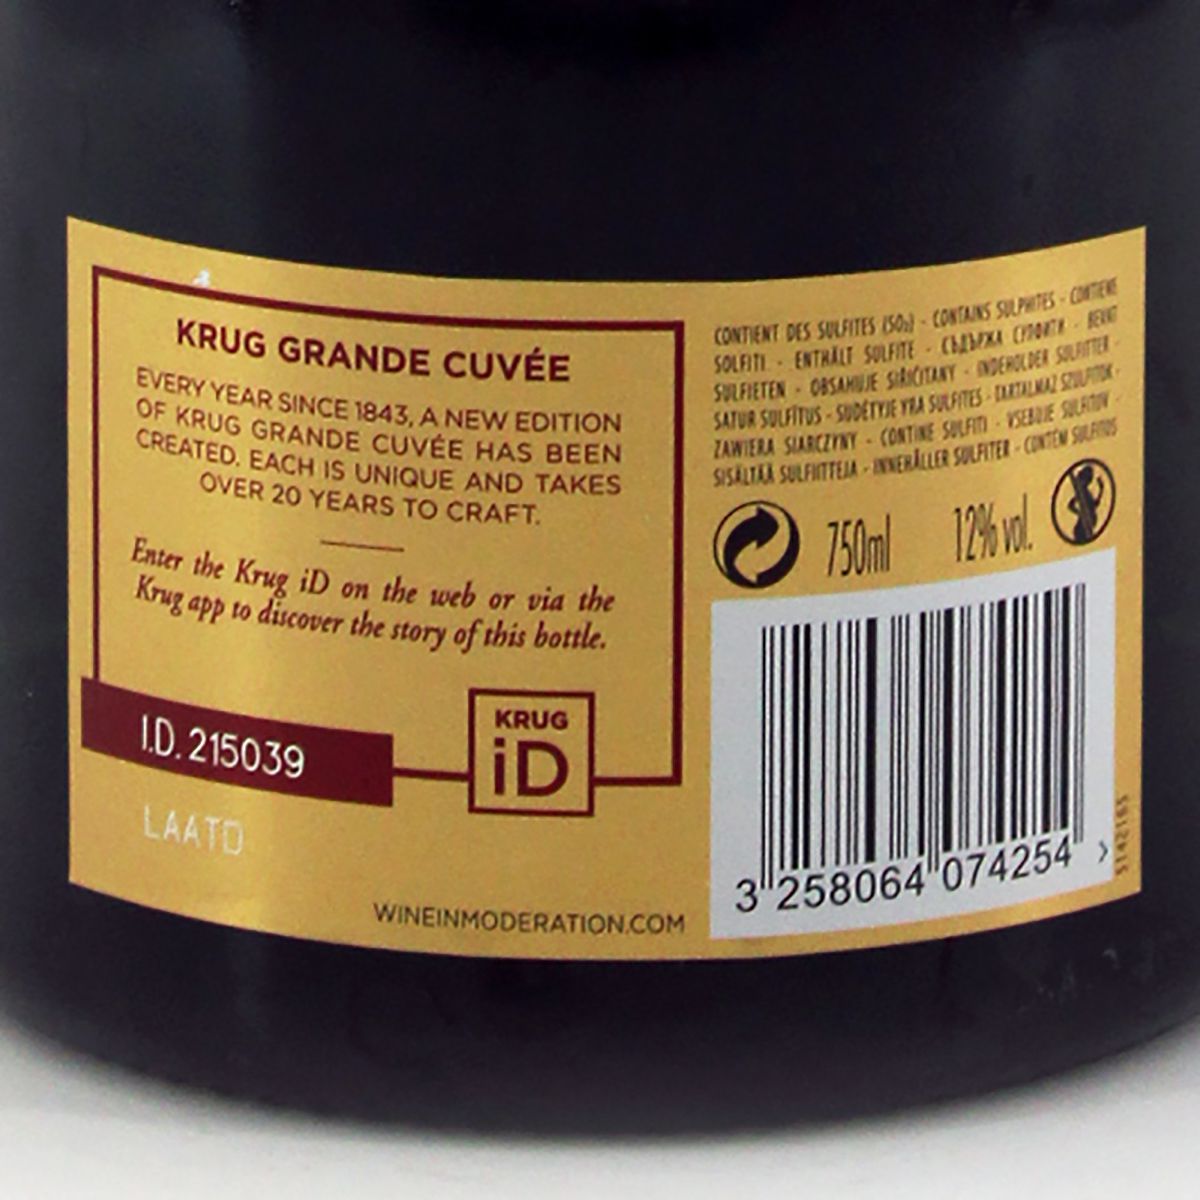 KRUG GRANDE CUVÉE
EVERY YEAR SINCE 1843, A NEW EDITION
OF KRUG GRANDE CUVÉE HAS BEEN
CREATED. EACH IS UNIQUE AND TAKES
OVER 20 YEARS TO CRAFT.
Enter the Krug iD on the web or via the
Krug app to discover the story of this bottle.
I.D. 215039
KRUG
iD
LAATD
WINEINMODERATION.COM
CONTIENT DES SULFITES (SO₂) - CONTAINS SULPHITES - CONTIENE
SOLFITI - ENTHÄLT SULFITE - СЪДЪРЖА СУЛФИТИ - BEVAT
SULFIETEN - OBSAHUJE SIŘIČITANY - INDEHOLDER SULFITTER -
SATUR SULFĪTUS - SUDĖTYJE YRA SULFITES - TARTALMAZ SZULFITOK -
ZAWIERA SIARCZYNY - CONTINE SULFITI - VSEBUJE SULFITOV -
SISÄLTÄÄ SULFIITTEJA - INNEHÅLLER SULFITER - CONTÉM SULFITOS
750ml 12% vol.
3 258064 074254 >
5142165